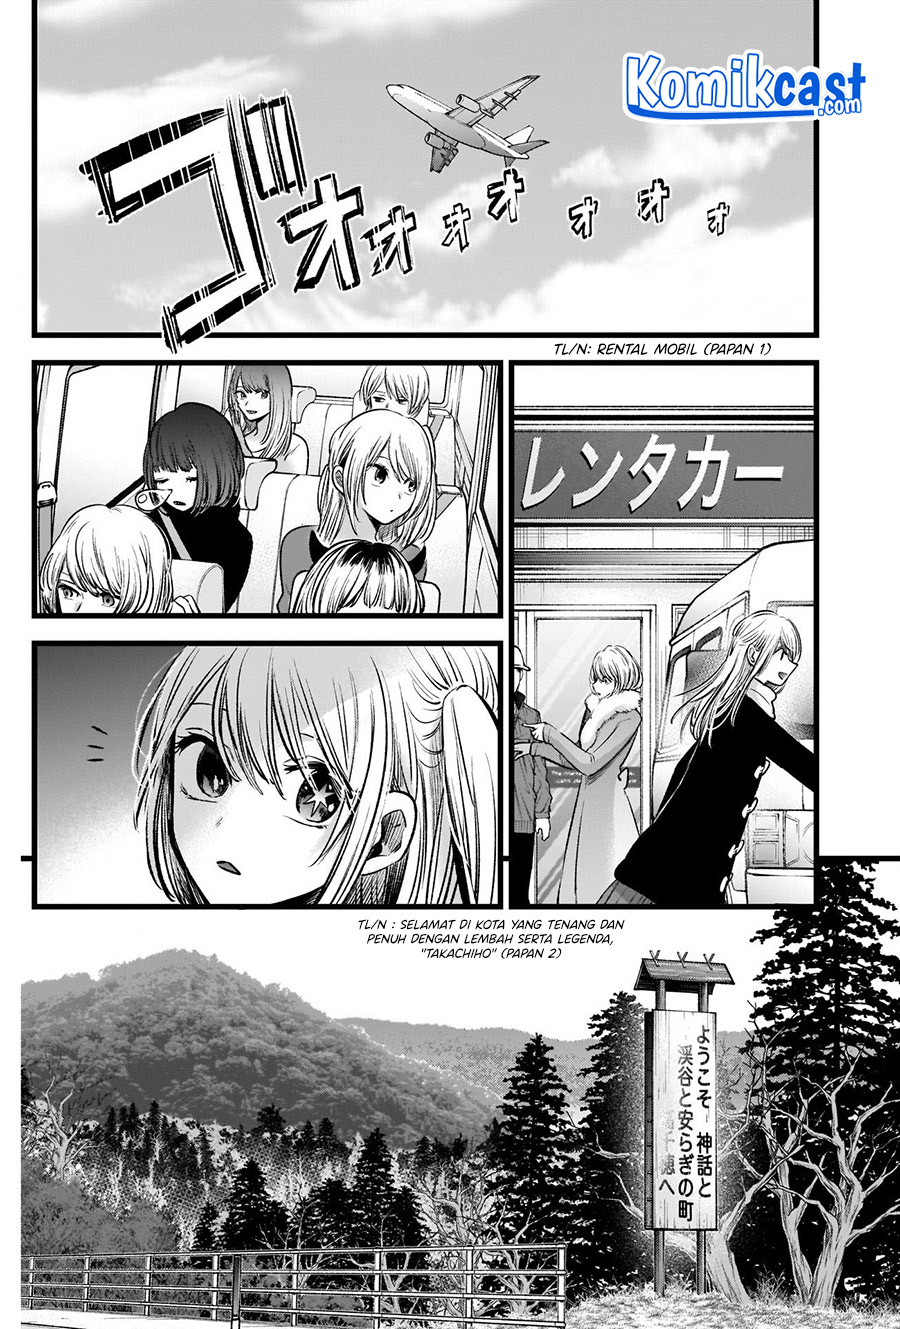 Komikcast
.com
ゴォォォォォォォ
TL/N: RENTAL MOBIL (PAPAN 1)
レンタカー
TL/N : SELAMAT DI KOTA YANG TENANG DAN
PENUH DENGAN LEMBAH SERTA LEGENDA,
"TAKACHIHO" (PAPAN 2)
ようこそ 神話と
渓谷と安らぎの町
穂へ